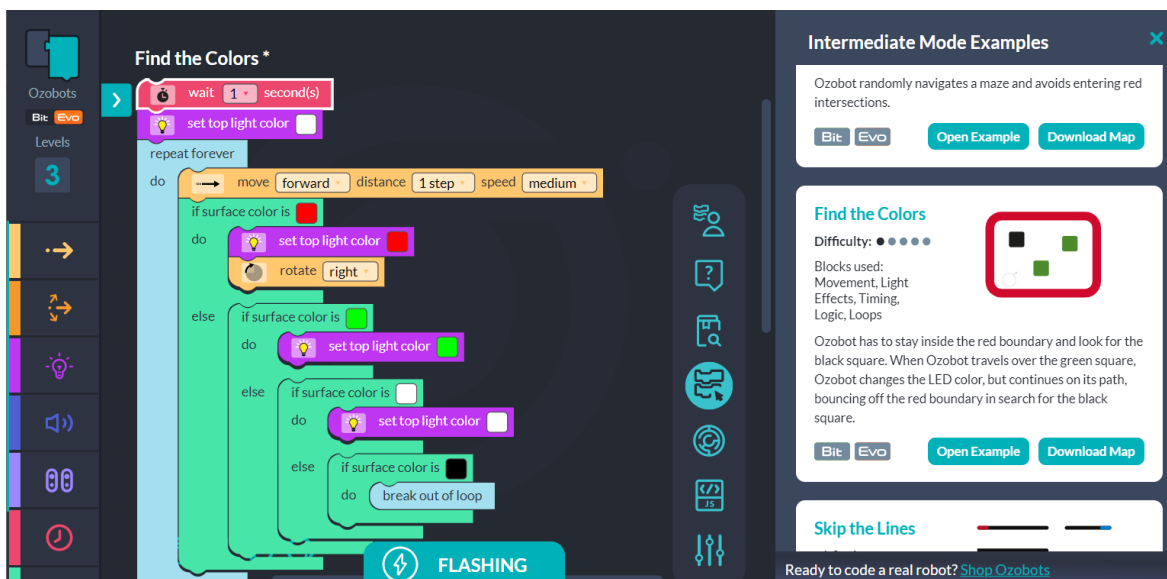 Ozobots
Bit Evo
Levels
3
Find the Colors *
wait 1 second(s)
set top light color
repeat forever
do move forward distance 1 step speed medium
if surface color is
do set top light color
rotate right
else if surface color is
do set top light color
else if surface color is
do set top light color
else if surface color is
do break out of loop
FLASHING
?
</>
JS
Intermediate Mode Examples
Ozobot randomly navigates a maze and avoids entering red
intersections.
Bit Evo Open Example Download Map
Find the Colors
Difficulty:
Blocks used:
Movement, Light
Effects, Timing,
Logic, Loops
Ozobot has to stay inside the red boundary and look for the
black square. When Ozobot travels over the green square,
Ozobot changes the LED color, but continues on its path,
bouncing off the red boundary in search for the black
square.
Bit Evo Open Example Download Map
Skip the Lines
Ready to code a real robot? Shop Ozobots